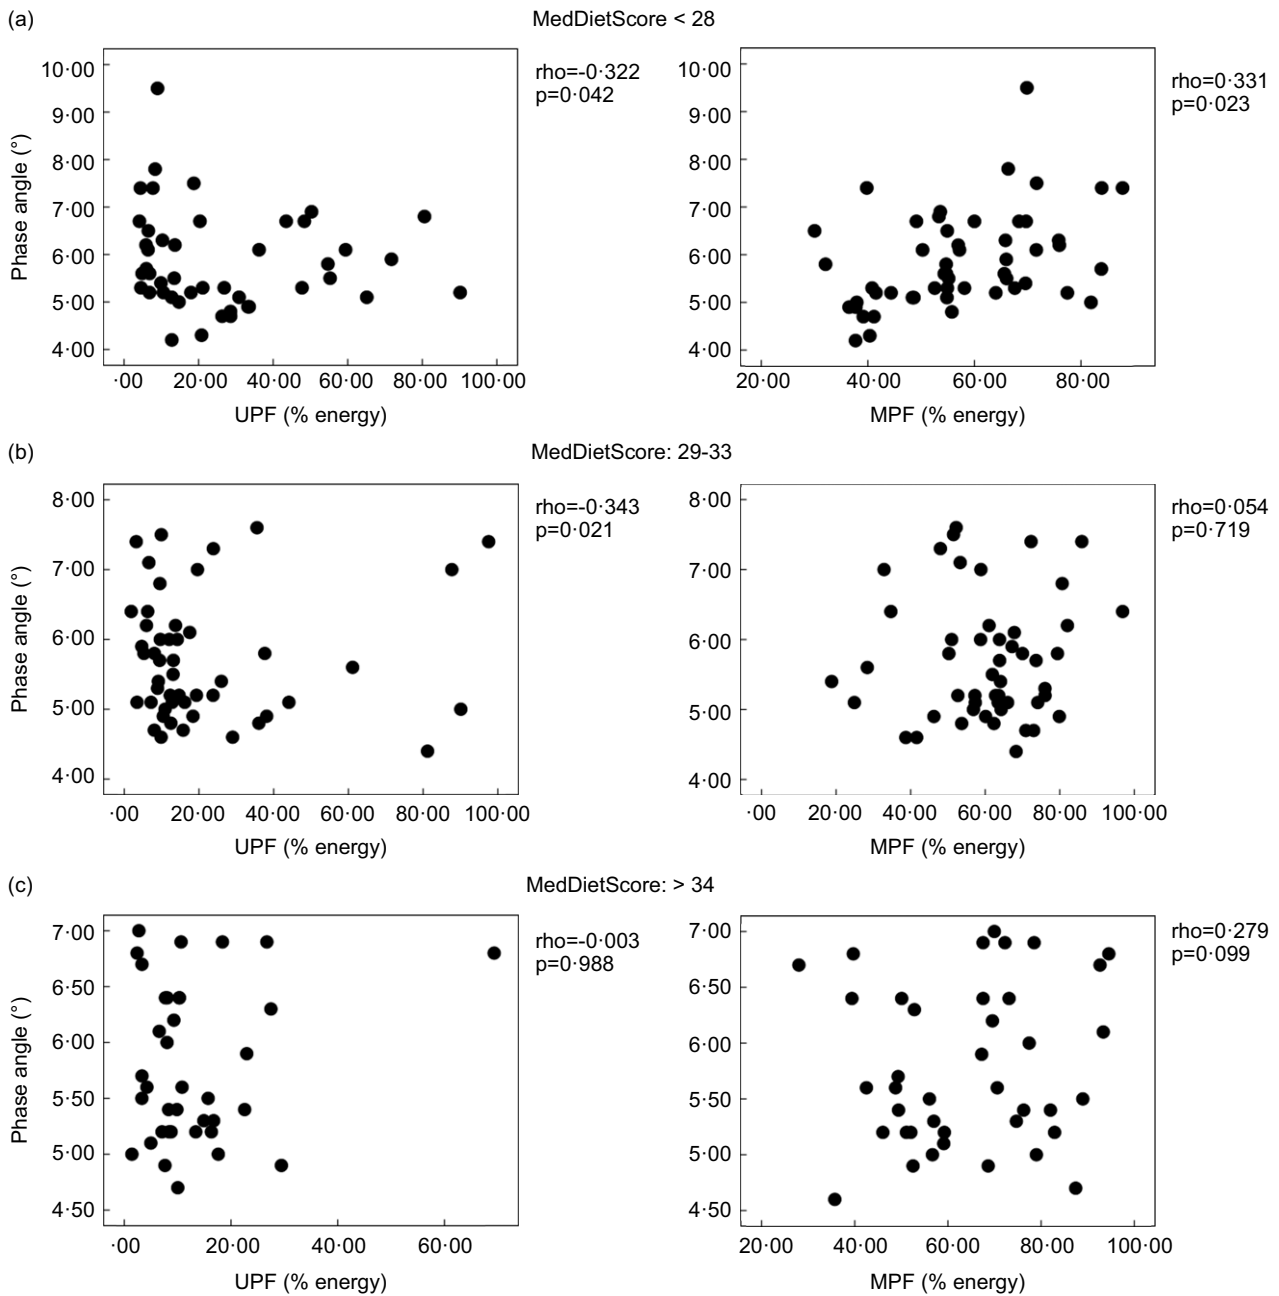 (a)
MedDietScore < 28
10·00
9·00
8·00
7·00
6·00
5·00
4·00
Phase angle (°)
·00 20·00 40·00 60·00 80·00 100·00
UPF (% energy)
rho=-0·322
p=0·042
10·00
9·00
8·00
7·00
6·00
5·00
4·00
20·00 40·00 60·00 80·00
MPF (% energy)
rho=0·331
p=0·023
(b)
MedDietScore: 29-33
8·00
7·00
6·00
5·00
4·00
Phase angle (°)
·00 20·00 40·00 60·00 80·00 100·00
UPF (% energy)
rho=-0·343
p=0·021
8·00
7·00
6·00
5·00
4·00
·00 20·00 40·00 60·00 80·00 100·00
MPF (% energy)
rho=0·054
p=0·719
(c)
MedDietScore: > 34
7·00
6·50
6·00
5·50
5·00
4·50
Phase angle (°)
·00 20·00 40·00 60·00
UPF (% energy)
rho=-0·003
p=0·988
7·00
6·50
6·00
5·50
5·00
4·50
20·00 40·00 60·00 80·00 100·00
MPF (% energy)
rho=0·279
p=0·099